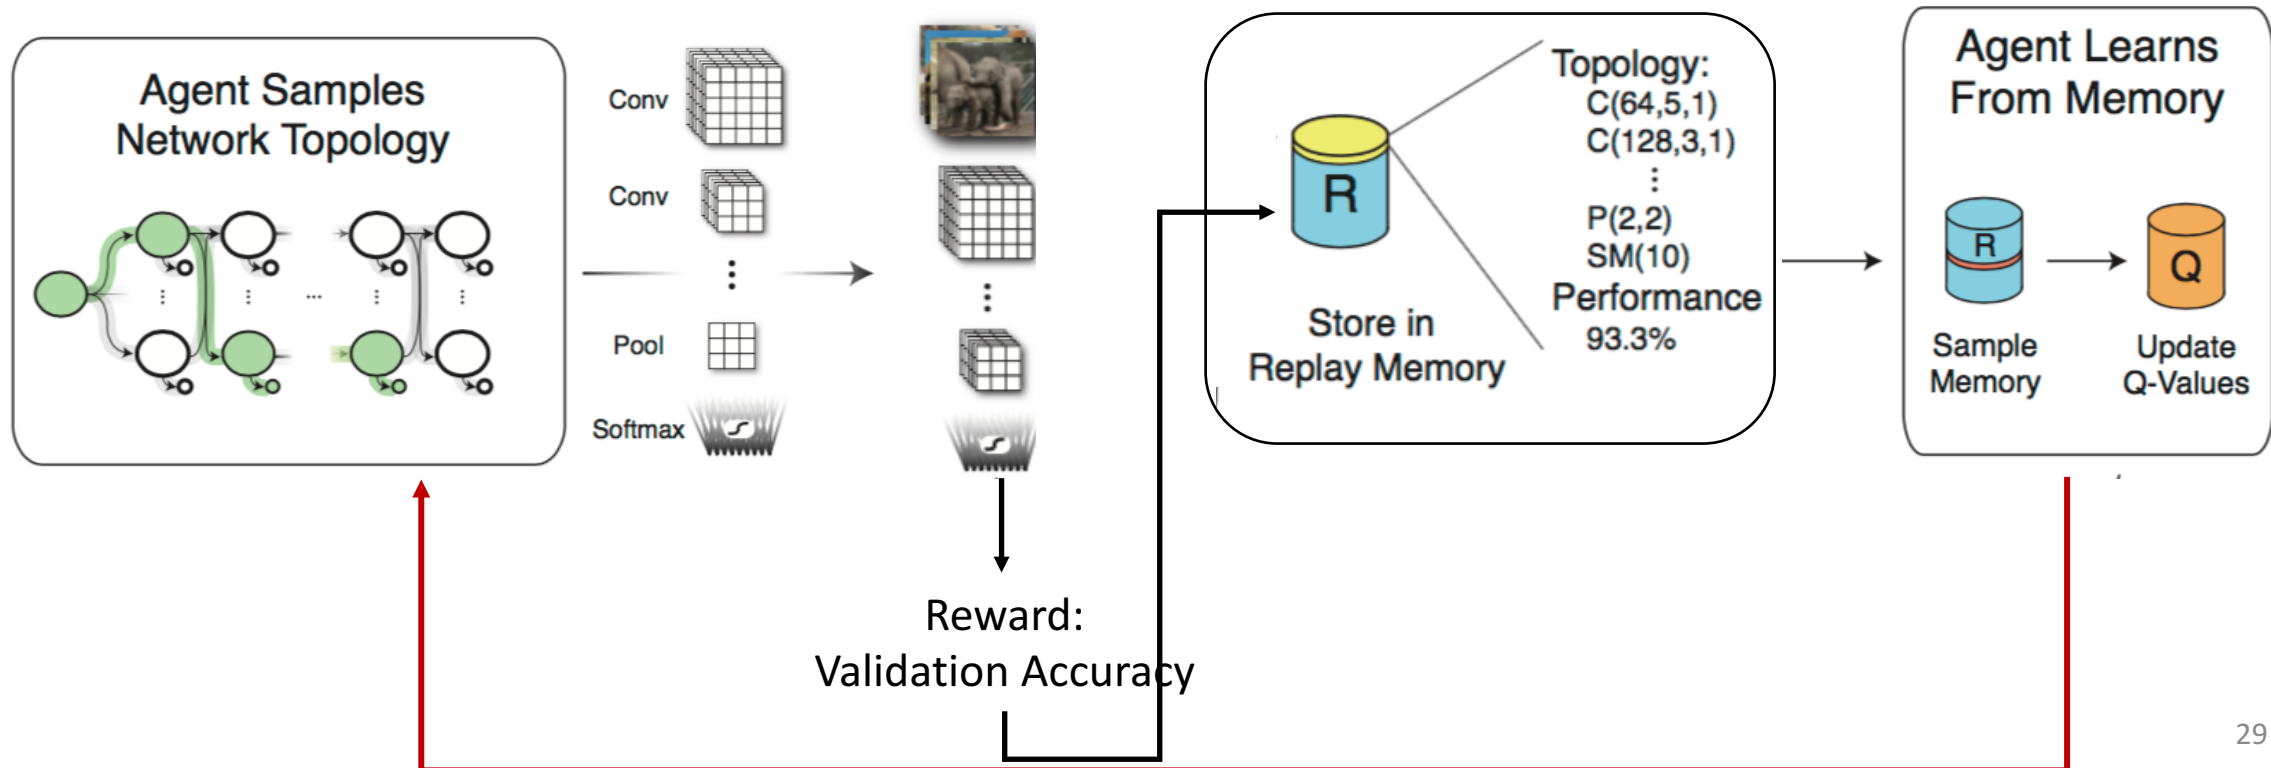 Agent Samples
Network Topology
Conv
Conv
Pool
Softmax
Reward:
Validation Accuracy
R
Store in
Replay Memory
Topology:
C(64,5,1)
C(128,3,1)
P(2,2)
SM(10)
Performance
93.3%
Agent Learns
From Memory
R
Q
Sample
Memory
Update
Q-Values
29